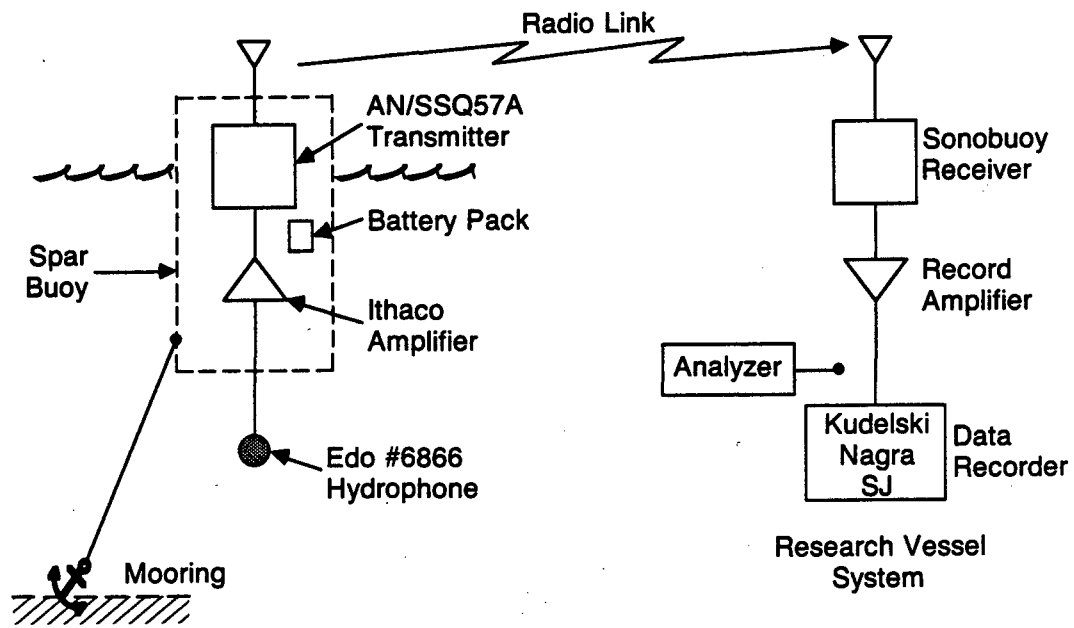 Radio Link
AN/SSQ57A
Transmitter
Battery Pack
Spar
Buoy
Ithaco
Amplifier
Edo #6866
Hydrophone
Mooring
Sonobuoy
Receiver
Record
Amplifier
Analyzer
Kudelski
Nagra
SJ
Data
Recorder
Research Vessel
System